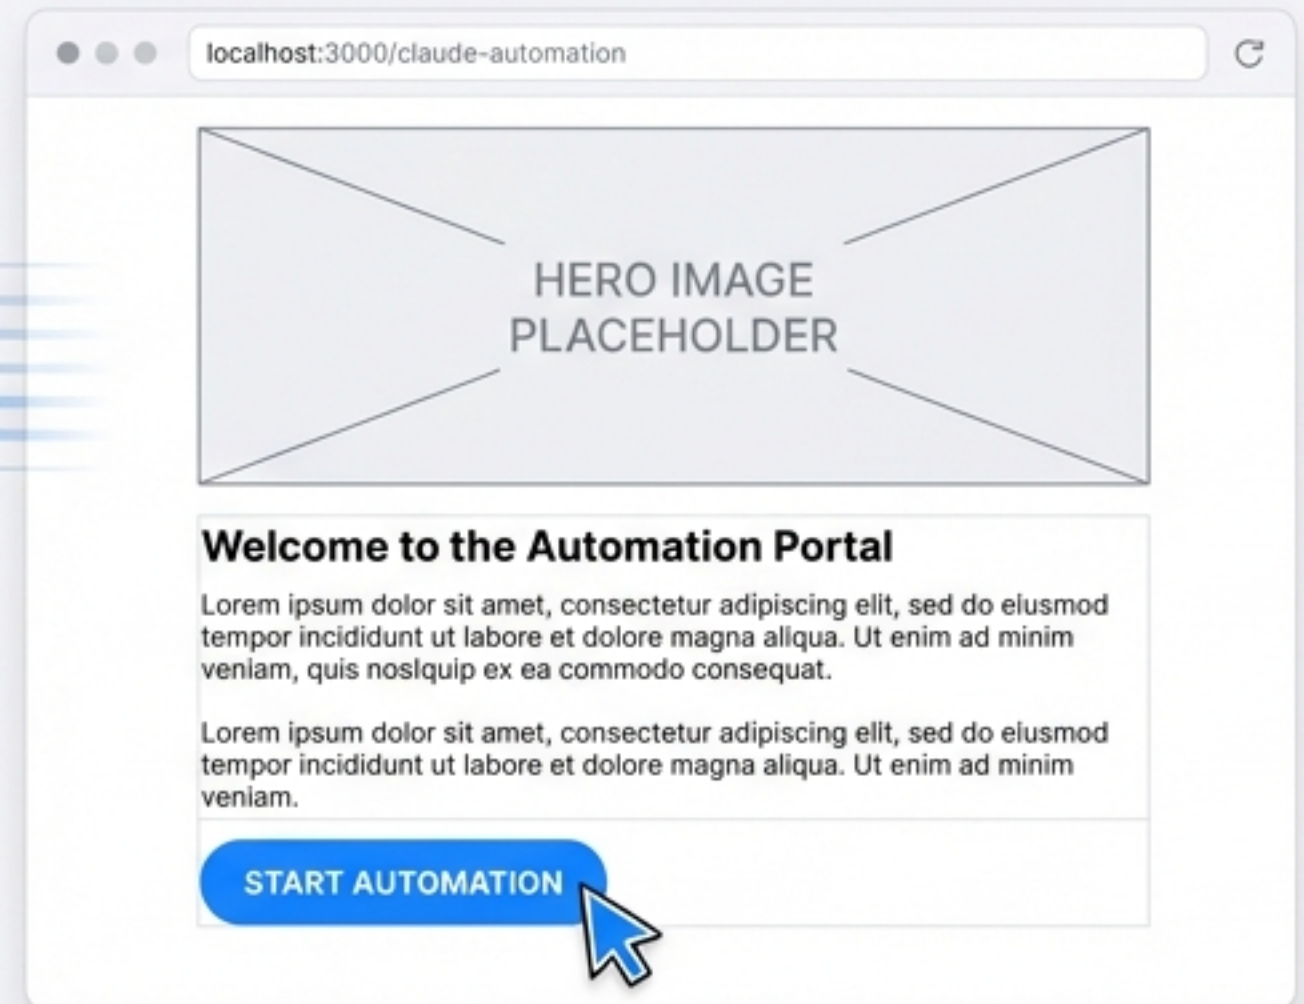 localhost:3000/claude-automation
HERO IMAGE
PLACEHOLDER
Welcome to the Automation Portal
Lorem ipsum dolor sit amet, consectetur adipiscing elit, sed do eiusmod
tempor incididunt ut labore et dolore magna aliqua. Ut enim ad minim
veniam, quis noslquip ex ea commodo consequat.
Lorem ipsum dolor sit amet, consectetur adipiscing elit, sed do eiusmod
tempor incididunt ut labore et dolore magna aliqua. Ut enim ad minim
veniam.
START AUTOMATION